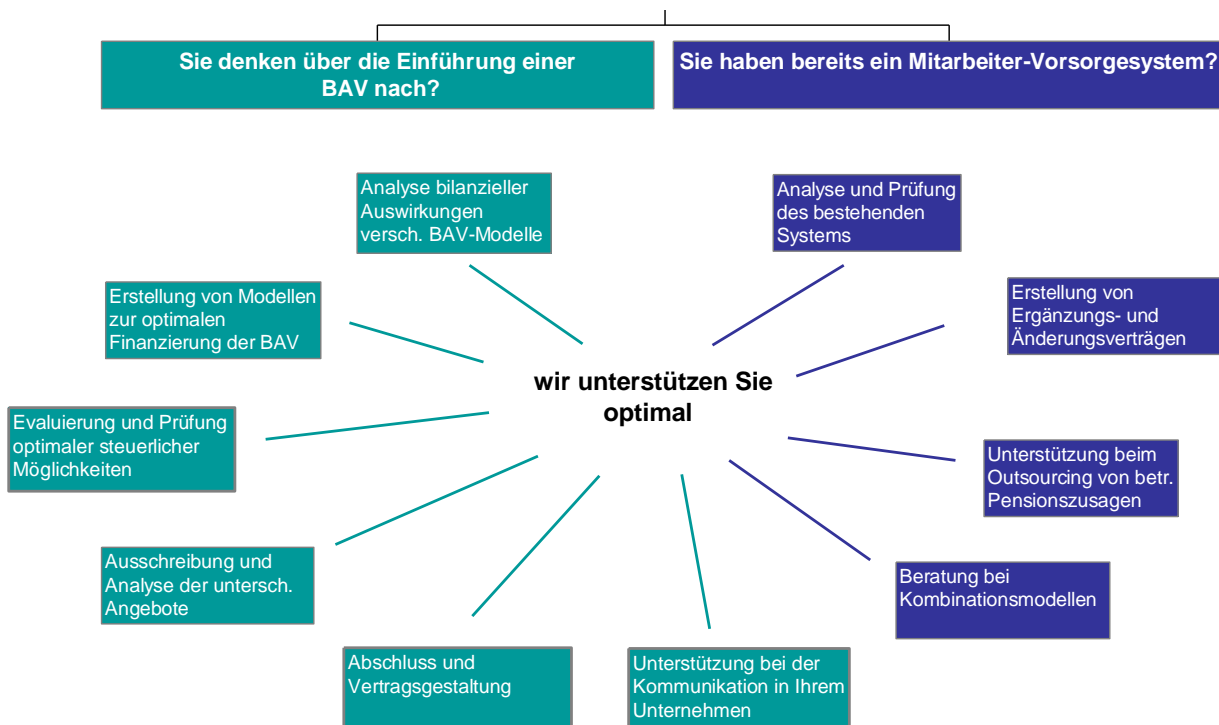 Sie denken über die Einführung einer
BAV nach?
Sie haben bereits ein Mitarbeiter-Vorsorgesystem?
Analyse bilanzieller
Auswirkungen
versch. BAV-Modelle
Analyse und Prüfung
des bestehenden
Systems
Erstellung von Modellen
zur optimalen
Finanzierung der BAV
Erstellung von
Ergänzungs- und
Änderungsverträgen
wir unterstützen Sie
optimal
Evaluierung und Prüfung
optimaler steuerlicher
Möglichkeiten
Unterstützung beim
Outsourcing von betr.
Pensionszusagen
Ausschreibung und
Analyse der untersch.
Angebote
Beratung bei
Kombinationsmodellen
Abschluss und
Vertragsgestaltung
Unterstützung bei der
Kommunikation in Ihrem
Unternehmen